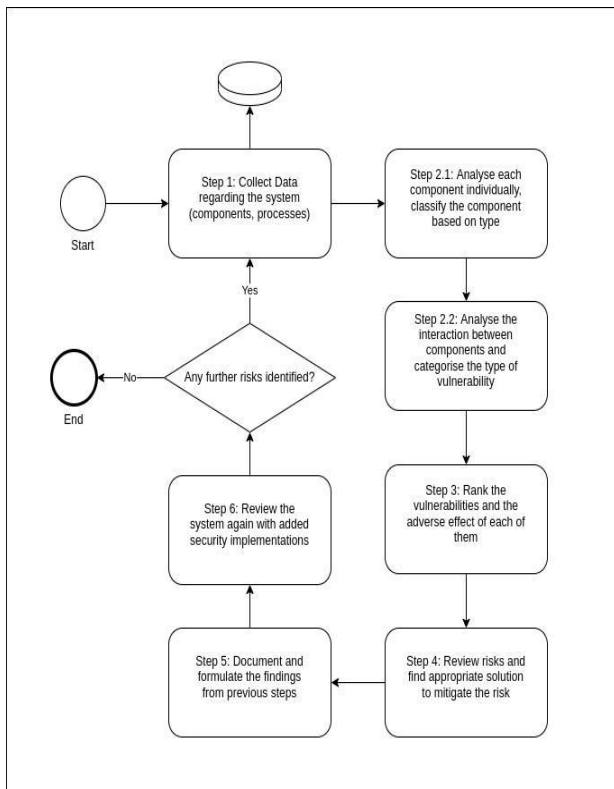 Start
Step 1: Collect Data
regarding the system
(components, processes)
Step 2.1: Analyse each
component individually,
classify the component
based on type
Step 2.2: Analyse the
interaction between
components and
categorise the type of
vulnerability
Step 3: Rank the
vulnerabilities and the
adverse effect of each of
them
Step 4: Review risks and
find appropriate solution
to mitigate the risk
Step 5: Document and
formulate the findings
from previous steps
Step 6: Review the
system again with added
security implementations
Any further risks identified?
Yes
No
End